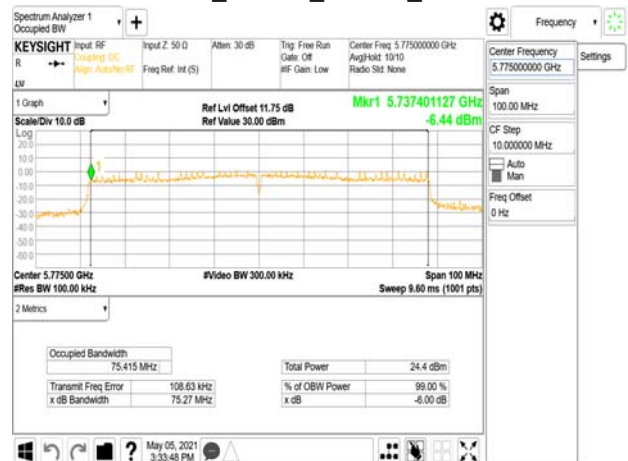 Spectrum Analyzer 1
Occupied BW
Frequency
KEYSIGHT
Input: RF
Coupling: DC
Align: Auto/No RF
Input Z: 50 Ω
Freq Ref: Int (S)
Atten: 30 dB
Trig: Free Run
Gate: Off
#IF Gain: Low
Center Freq: 5.775000000 GHz
Avg|Hold: 10/10
Radio Std: None
R
1 Graph
Scale/Div 10.0 dB
Ref Lvl Offset 11.75 dB
Ref Value 30.00 dBm
Mkr1 5.737401127 GHz
-6.44 dBm
Log
20.0
10.0
0.00
-10.0
-20.0
-30.0
-40.0
-50.0
-60.0
1
Center 5.77500 GHz
#Res BW 100.00 kHz
#Video BW 300.00 kHz
Span 100 MHz
Sweep 9.60 ms (1001 pts)
2 Metrics
Occupied Bandwidth
75.415 MHz
Transmit Freq Error 108.63 kHz
x dB Bandwidth 75.27 MHz
Total Power 24.4 dBm
% of OBW Power 99.00 %
x dB -6.00 dB
May 05, 2021
3:33:48 PM
Center Frequency
5.775000000 GHz
Settings
Span
100.00 MHz
CF Step
10.000000 MHz
Auto
Man
Freq Offset
0 Hz